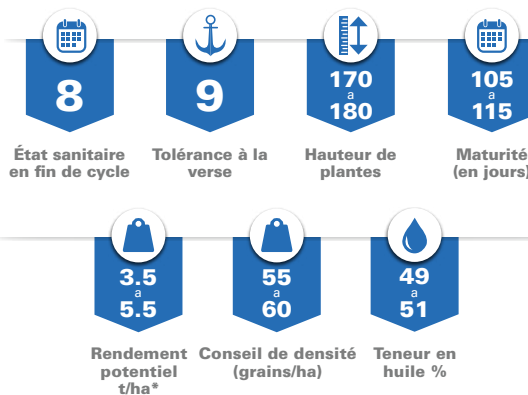 8
9
170
a
180
105
a
115
État sanitaire
en fin de cycle
Tolérance à la
verse
Hauteur de
plantes
Maturité
(en jours)
3.5
a
5.5
55
a
60
49
a
51
Rendement
potentiel
t/ha*
Conseil de densité
(grains/ha)
Teneur en
huile %